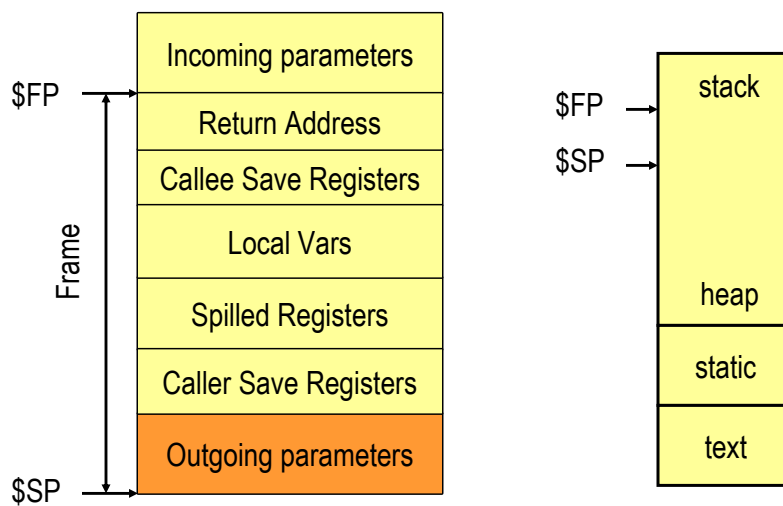 Incoming parameters
$FP
Return Address
Callee Save Registers
Local Vars
Frame
Spilled Registers
Caller Save Registers
Outgoing parameters
$SP
stack
$FP
$SP
heap
static
text